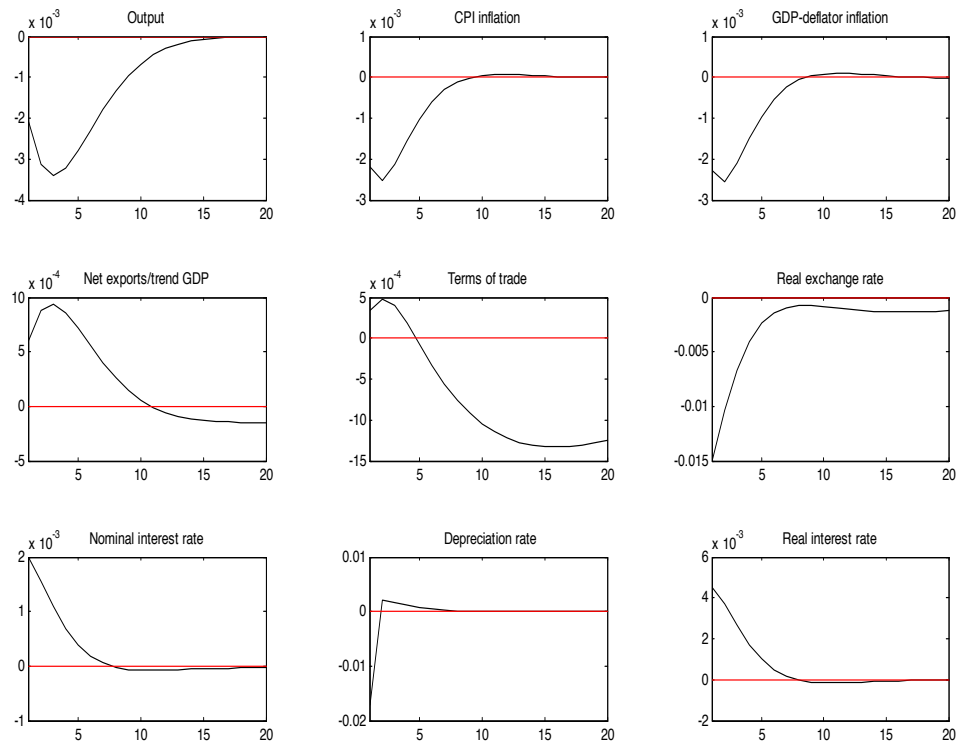 Output
x 10-3
0
-1
-2
-3
-4
5 10 15 20
CPI inflation
x 10-3
1
0
-1
-2
-3
5 10 15 20
GDP-deflator inflation
x 10-3
1
0
-1
-2
-3
5 10 15 20
Net exports/trend GDP
x 10-4
10
5
0
-5
5 10 15 20
Terms of trade
x 10-4
5
0
-5
-10
-15
5 10 15 20
Real exchange rate
0
-0.005
-0.01
-0.015
5 10 15 20
Nominal interest rate
x 10-3
2
1
0
-1
5 10 15 20
Depreciation rate
0.01
0
-0.01
-0.02
5 10 15 20
Real interest rate
x 10-3
6
4
2
0
-2
5 10 15 20